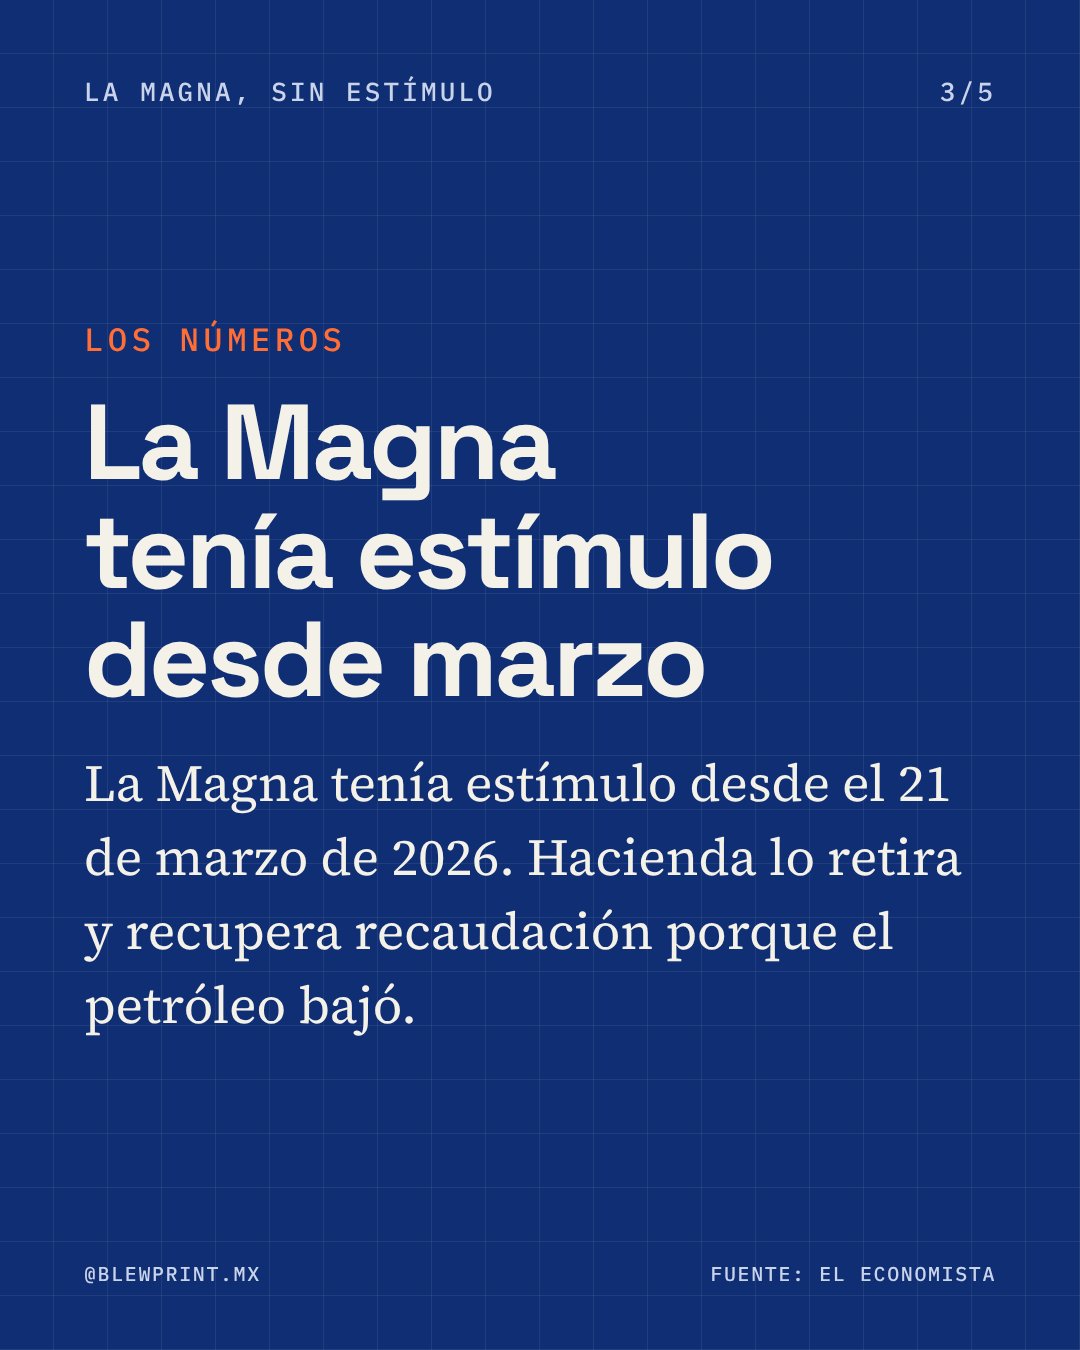 LA MAGNA, SIN ESTÍMULO
3/5
LOS NÚMEROS
La Magna
tenía estímulo
desde marzo
La Magna tenía estímulo desde el 21
de marzo de 2026. Hacienda lo retira
y recupera recaudación porque el
petróleo bajó.
@BLEWPRINT.MX
FUENTE: EL ECONOMISTA